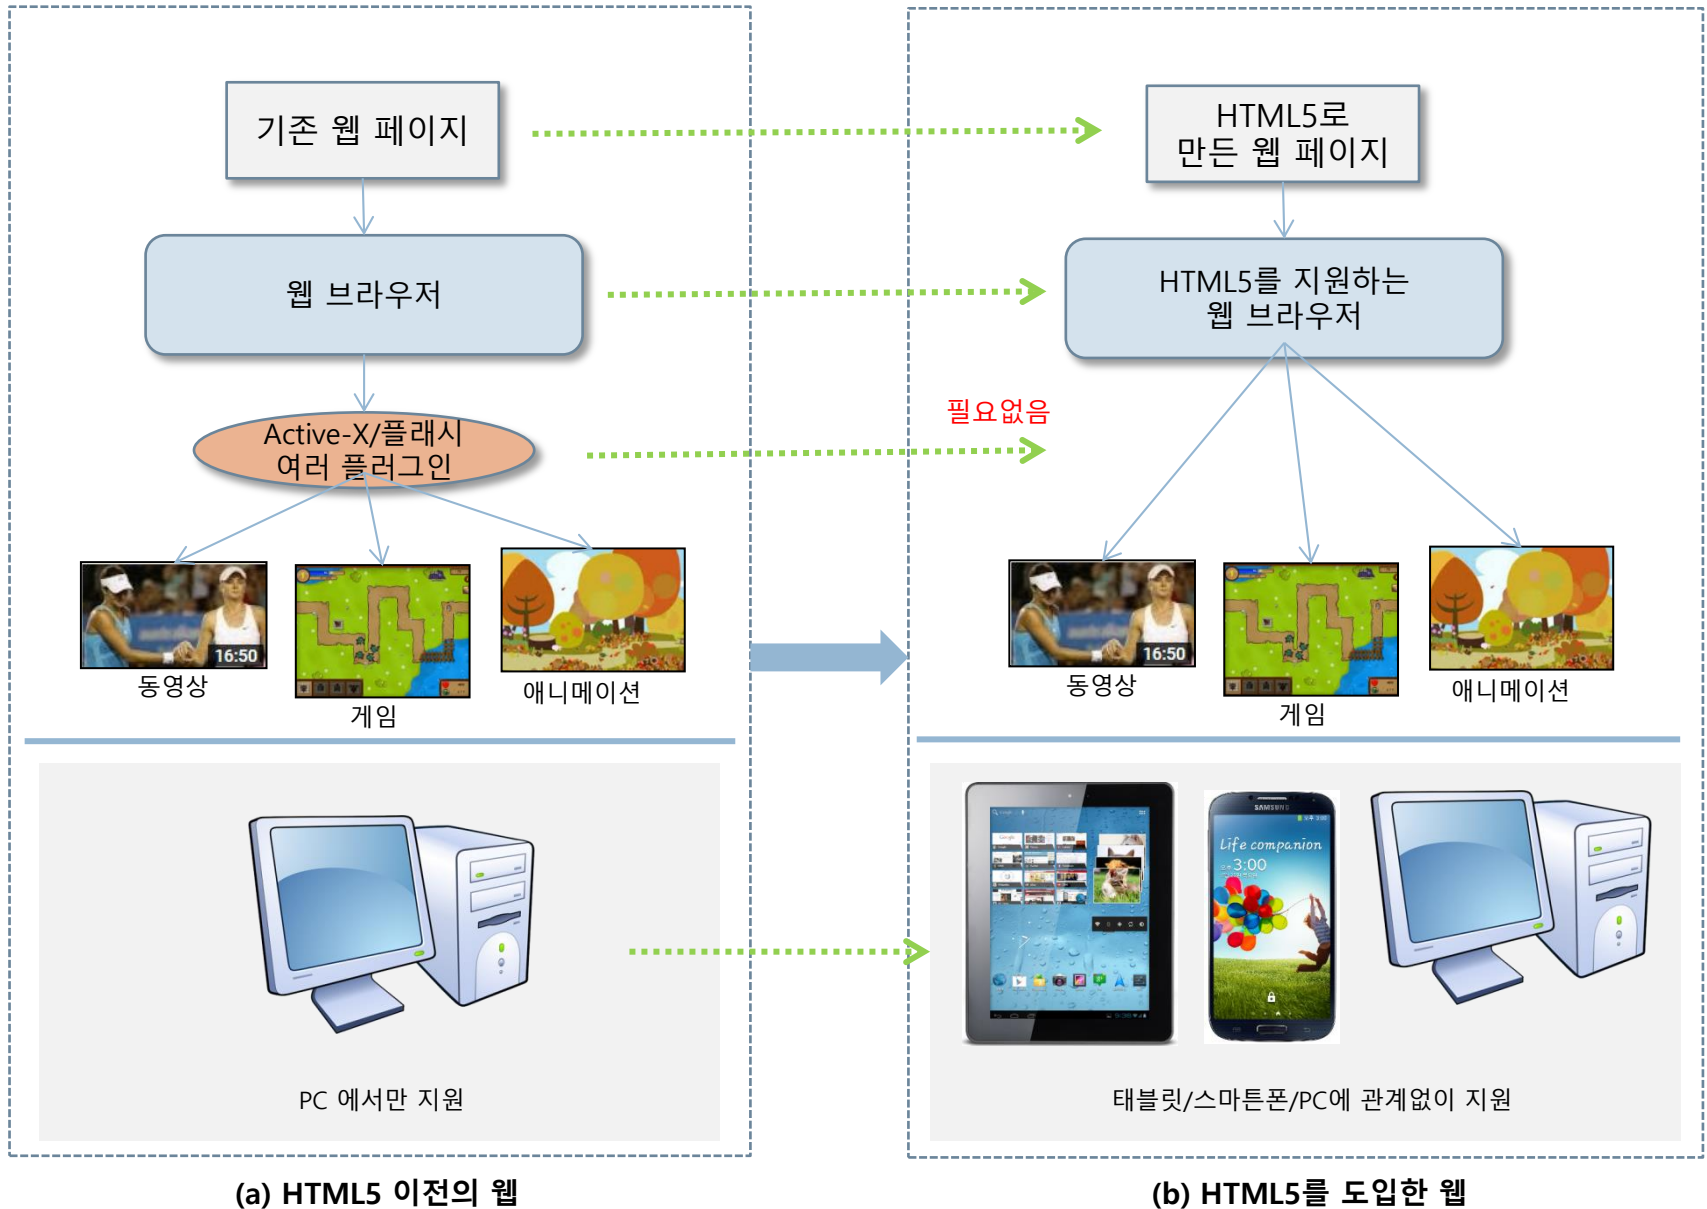 기존 웹 페이지
웹 브라우저
Active-X/플래시
여러 플러그인
16:50
동영상
게임
애니메이션
PC 에서만 지원
(a) HTML5 이전의 웹
필요없음
HTML5로
만든 웹 페이지
HTML5를 지원하는
웹 브라우저
16:50
동영상
게임
애니메이션
SAMSUNG
Life companion
3:00
태블릿/스마트폰/PC에 관계없이 지원
(b) HTML5를 도입한 웹